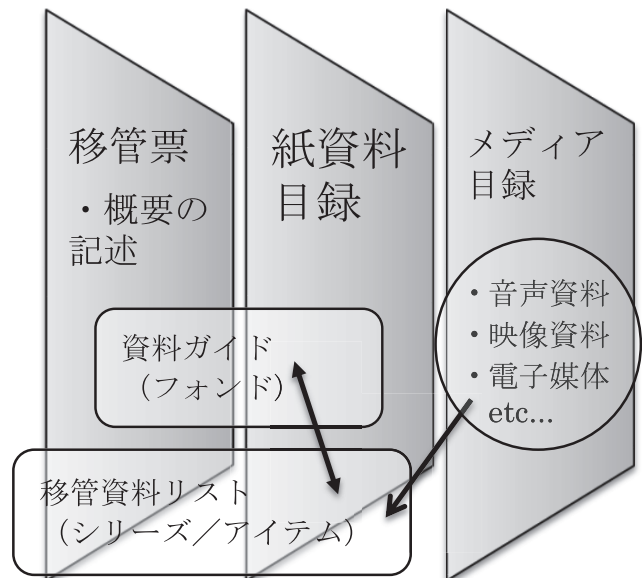 移管票
・概要の
記述
紙資料
目録
メディア
目録
・音声資料
・映像資料
・電子媒体
etc...
資料ガイド
（フォンド）
移管資料リスト
（シリーズ／アイテム）